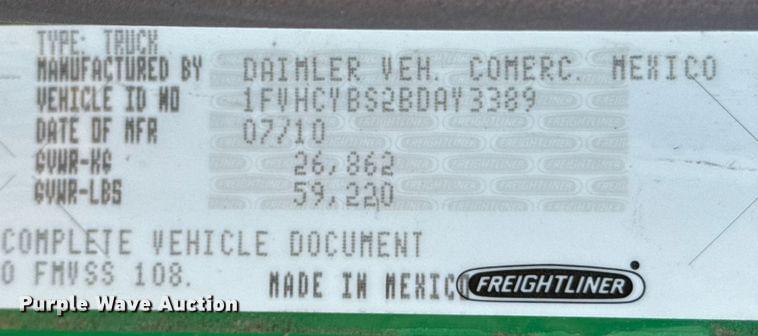 TYPE: TRUCK
MANUFACTURED BY DAIMLER VEH. COMERC. MEXICO
VEHICLE ID NO 1FVHCYBS2BDAY3389
DATE OF MFR 07/10
GVWR-KG 26,862
GVWR-LBS 59,220
COMPLETE VEHICLE DOCUMENT
O FMVSS 108.
MADE IN MEXICO FREIGHTLINER
Purple Wave Auction